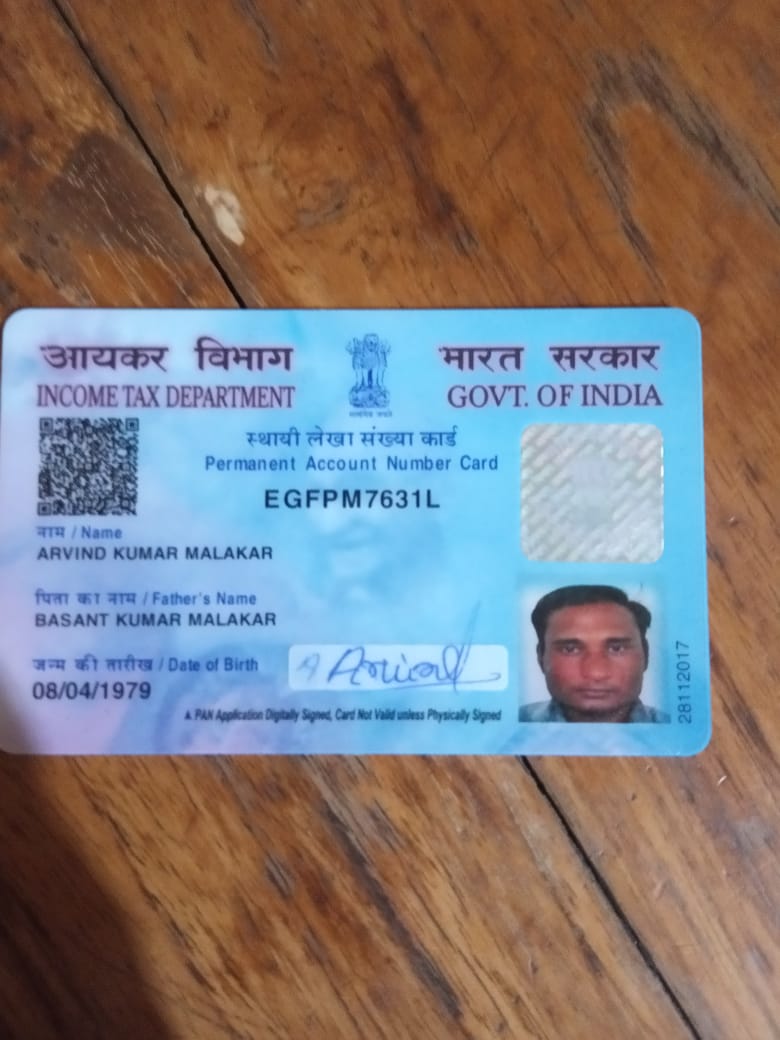 आयकर विभाग
INCOME TAX DEPARTMENT
भारत सरकार
GOVT. OF INDIA
सत्यमेव जयते
स्थायी लेखा संख्या कार्ड
Permanent Account Number Card
EGFPM7631L
नाम / Name
ARVIND KUMAR MALAKAR
पिता का नाम / Father's Name
BASANT KUMAR MALAKAR
जन्म की तारीख / Date of Birth
08/04/1979
PAN Application Digitally Signed, Card Not Valid unless Physically Signed
28112017